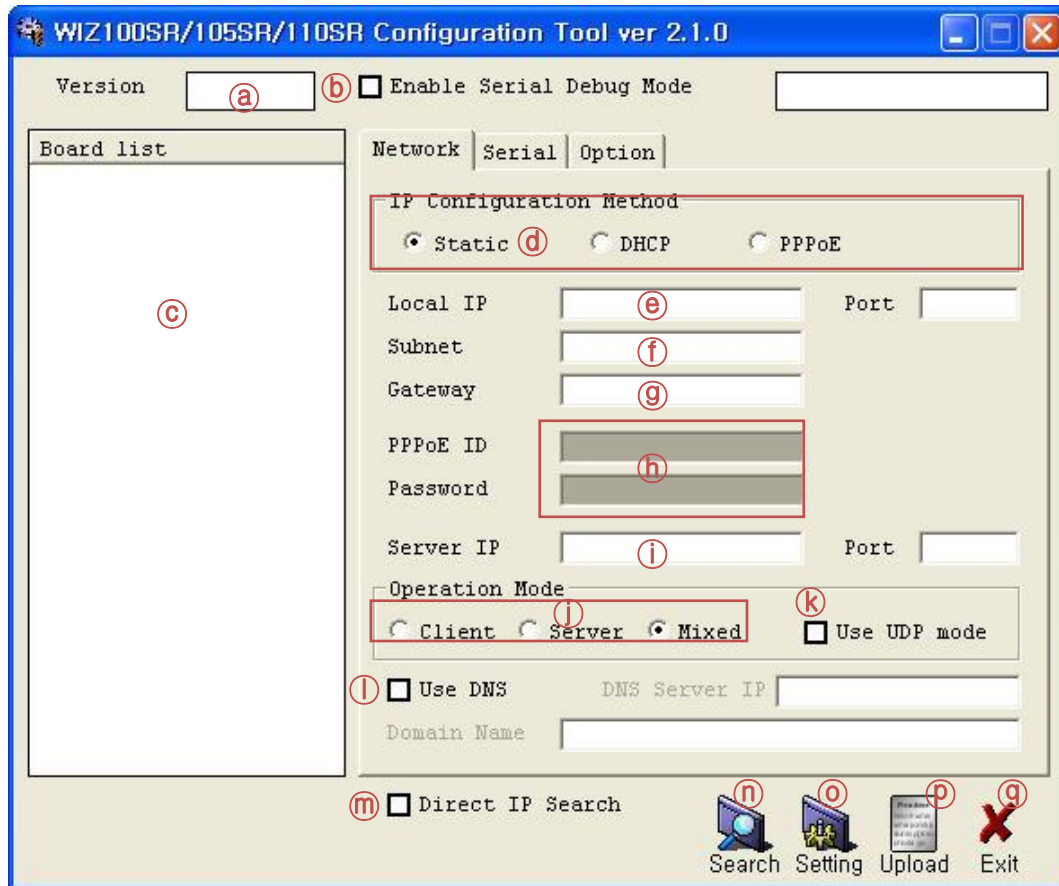 WIZ100SR/105SR/110SR Configuration Tool ver 2.1.0
Version ⓐ ⓑ Enable Serial Debug Mode
Board list
ⓒ
Network Serial Option
IP Configuration Method
Static ⓓ DHCP PPPoE
Local IP ⓔ Port
Subnet ⓕ
Gateway ⓖ
PPPoE ID
ⓗ
Password
Server IP ⓘ Port
Operation Mode
ⓙ ⓚ
Client Server Mixed Use UDP mode
ⓛ Use DNS DNS Server IP
Domain Name
ⓜ Direct IP Search
ⓝ ⓞ ⓟ ⓠ
Search Setting Upload Exit